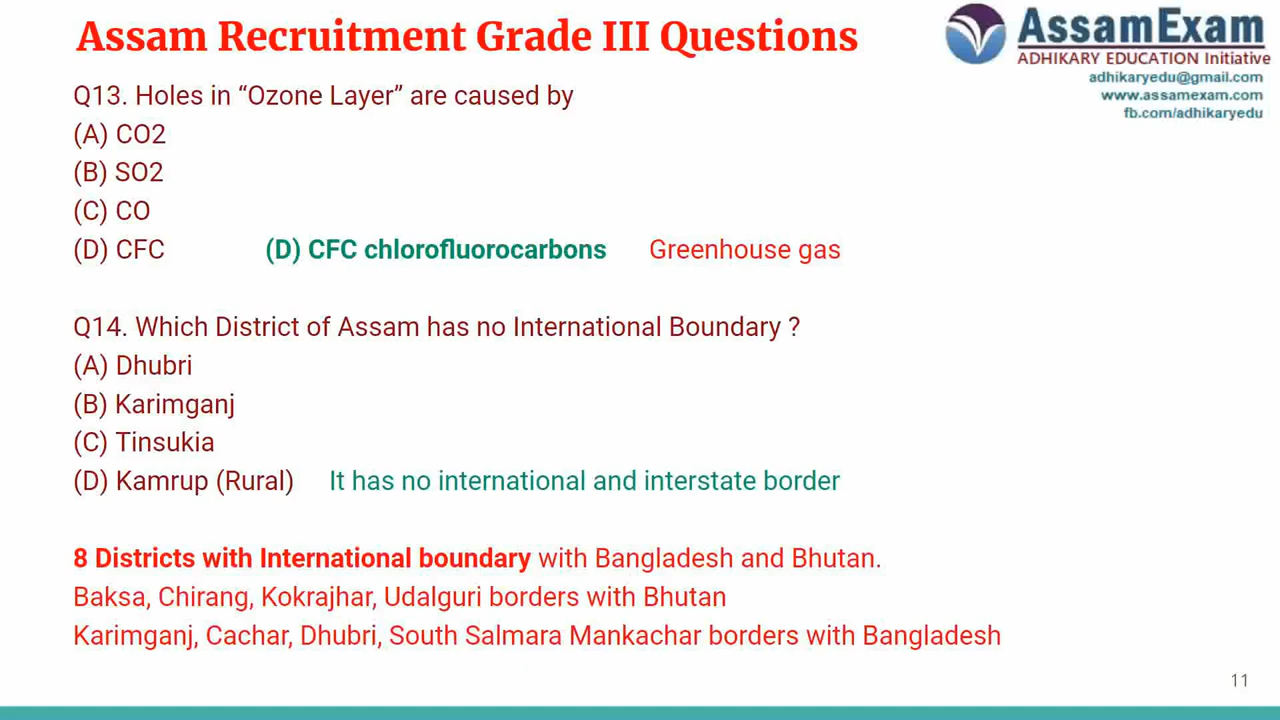 Assam Recruitment Grade III Questions
AssamExam
ADHIKARY EDUCATION Initiative
adhikaryedu@gmail.com
www.assamexam.com
fb.com/adhikaryedu
Q13. Holes in “Ozone Layer” are caused by
(A) CO2
(B) SO2
(C) CO
(D) CFC (D) CFC chlorofluorocarbons Greenhouse gas
Q14. Which District of Assam has no International Boundary ?
(A) Dhubri
(B) Karimganj
(C) Tinsukia
(D) Kamrup (Rural) It has no international and interstate border
8 Districts with International boundary with Bangladesh and Bhutan.
Baksa, Chirang, Kokrajhar, Udalguri borders with Bhutan
Karimganj, Cachar, Dhubri, South Salmara Mankachar borders with Bangladesh
11